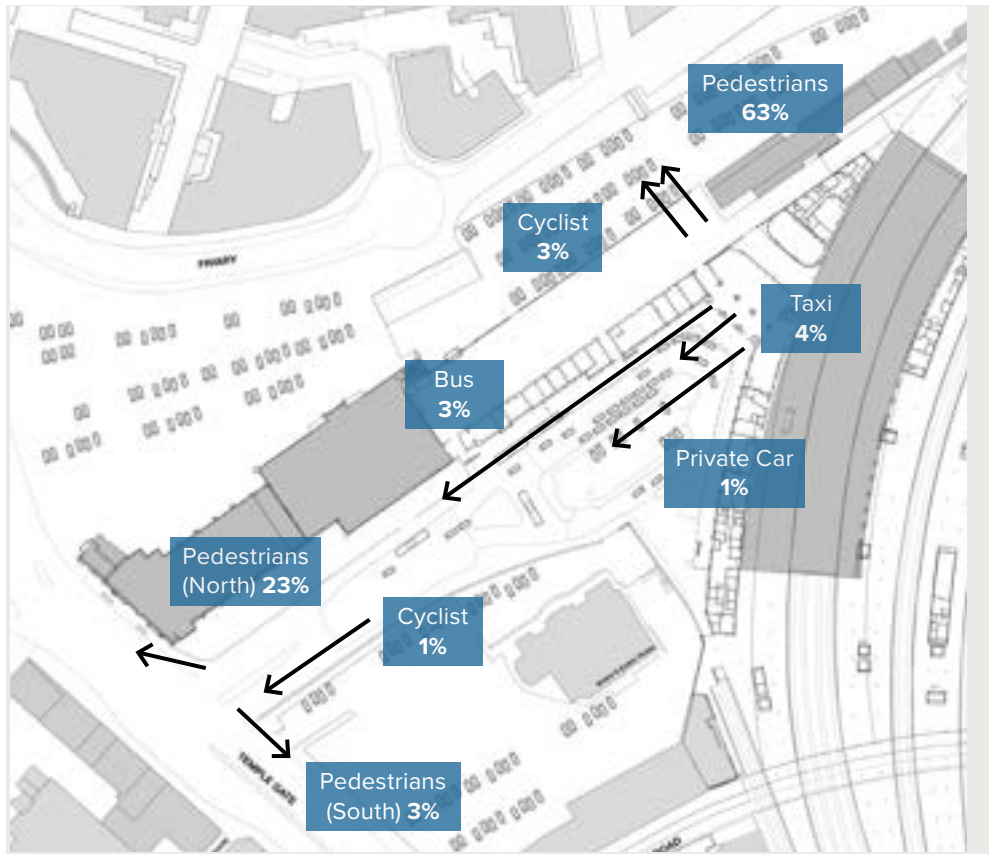 Pedestrians
63%
Cyclist
3%
FRIARY
Taxi
4%
Bus
3%
Private Car
1%
Pedestrians
(North) 23%
Cyclist
1%
TEMPLE GATE
Pedestrians
(South) 3%
ROAD